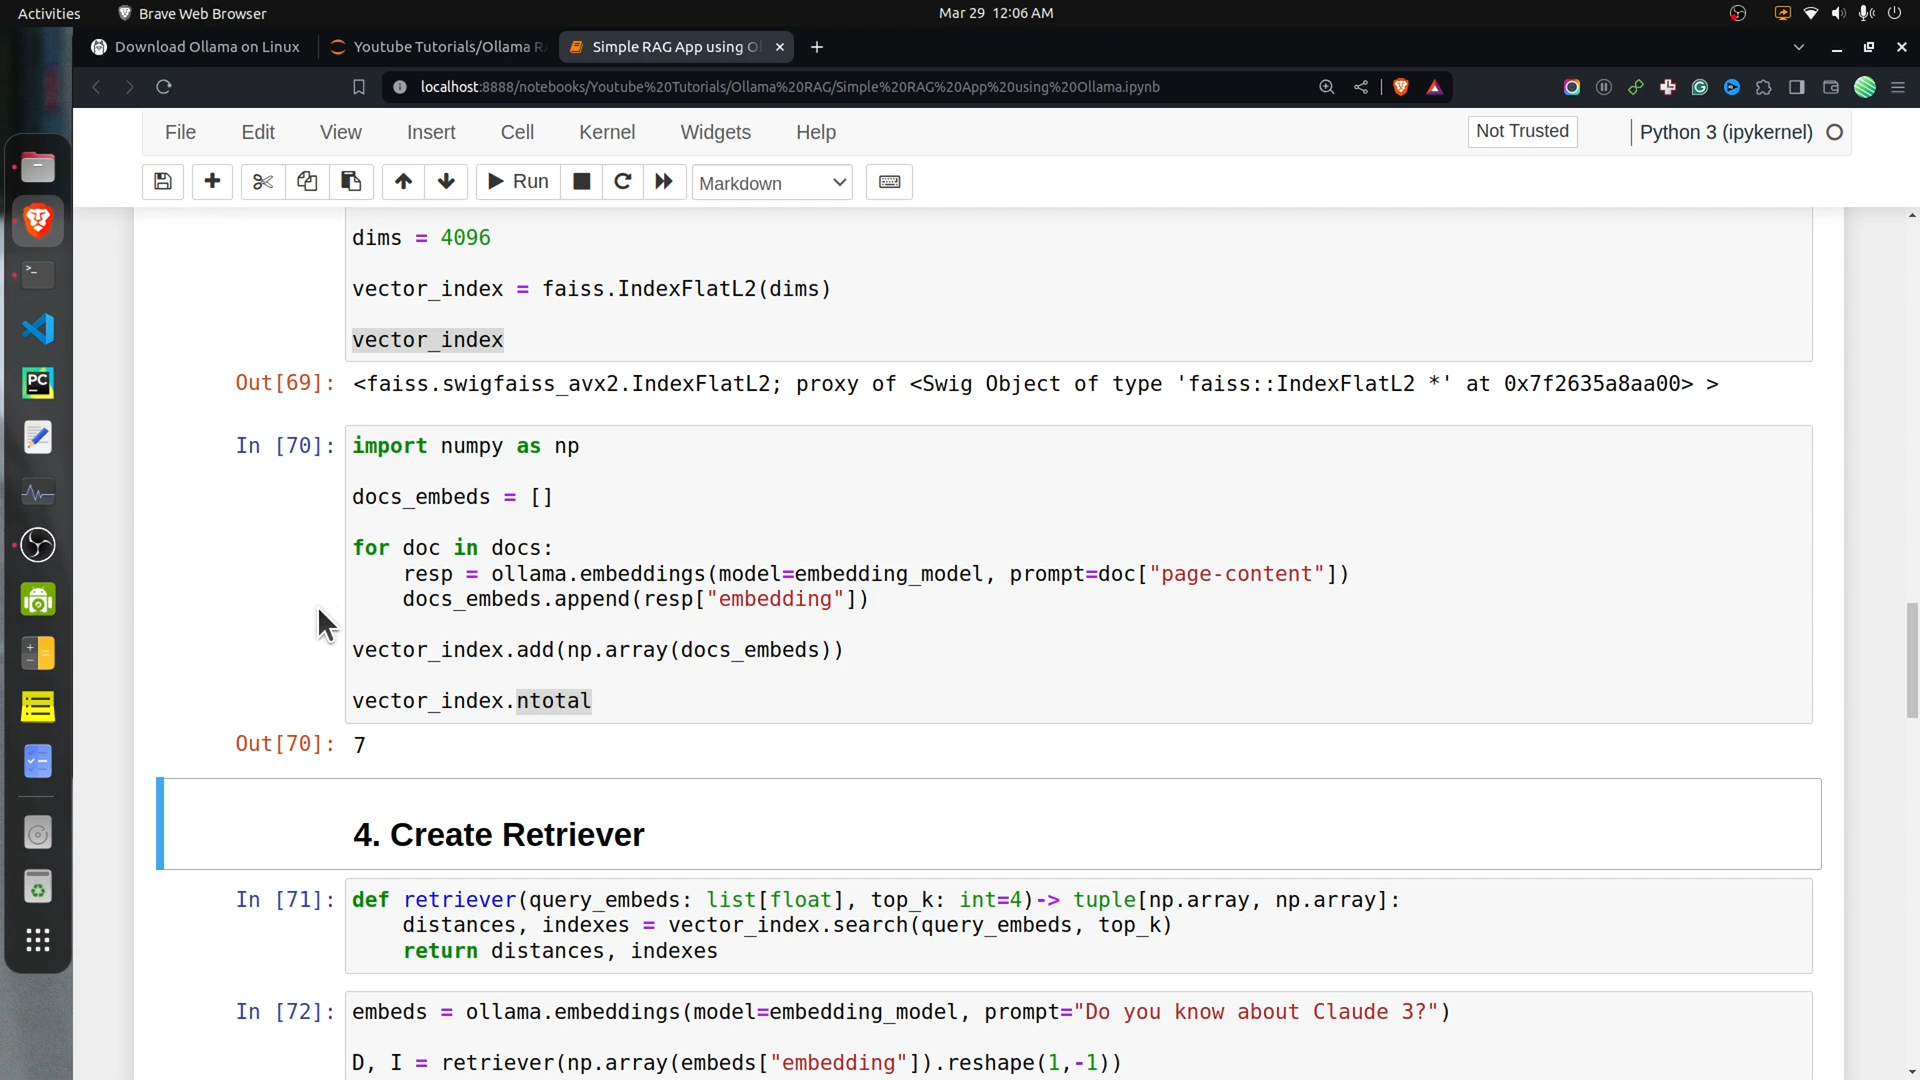 Activities
Brave Web Browser
Mar 29 12:06 AM
Download Ollama on Linux
Youtube Tutorials/Ollama R
Simple RAG App using O
localhost:8888/notebooks/Youtube%20Tutorials/Ollama%20RAG/Simple%20RAG%20App%20using%20Ollama.ipynb
File Edit View Insert Cell Kernel Widgets Help
Not Trusted
Python 3 (ipykernel)
Run
Markdown
dims = 4096
vector_index = faiss.IndexFlatL2(dims)
vector_index
Out[69]: <faiss.swigfaiss_avx2.IndexFlatL2; proxy of <Swig Object of type 'faiss::IndexFlatL2 *' at 0x7f2635a8aa00> >
In [70]: import numpy as np
docs_embeds = []
for doc in docs:
    resp = ollama.embeddings(model=embedding_model, prompt=doc["page-content"])
    docs_embeds.append(resp["embedding"])
vector_index.add(np.array(docs_embeds))
vector_index.ntotal
Out[70]: 7
4. Create Retriever
In [71]: def retriever(query_embeds: list[float], top_k: int=4)-> tuple[np.array, np.array]:
    distances, indexes = vector_index.search(query_embeds, top_k)
    return distances, indexes
In [72]: embeds = ollama.embeddings(model=embedding_model, prompt="Do you know about Claude 3?")
D, I = retriever(np.array(embeds["embedding"]).reshape(1,-1))